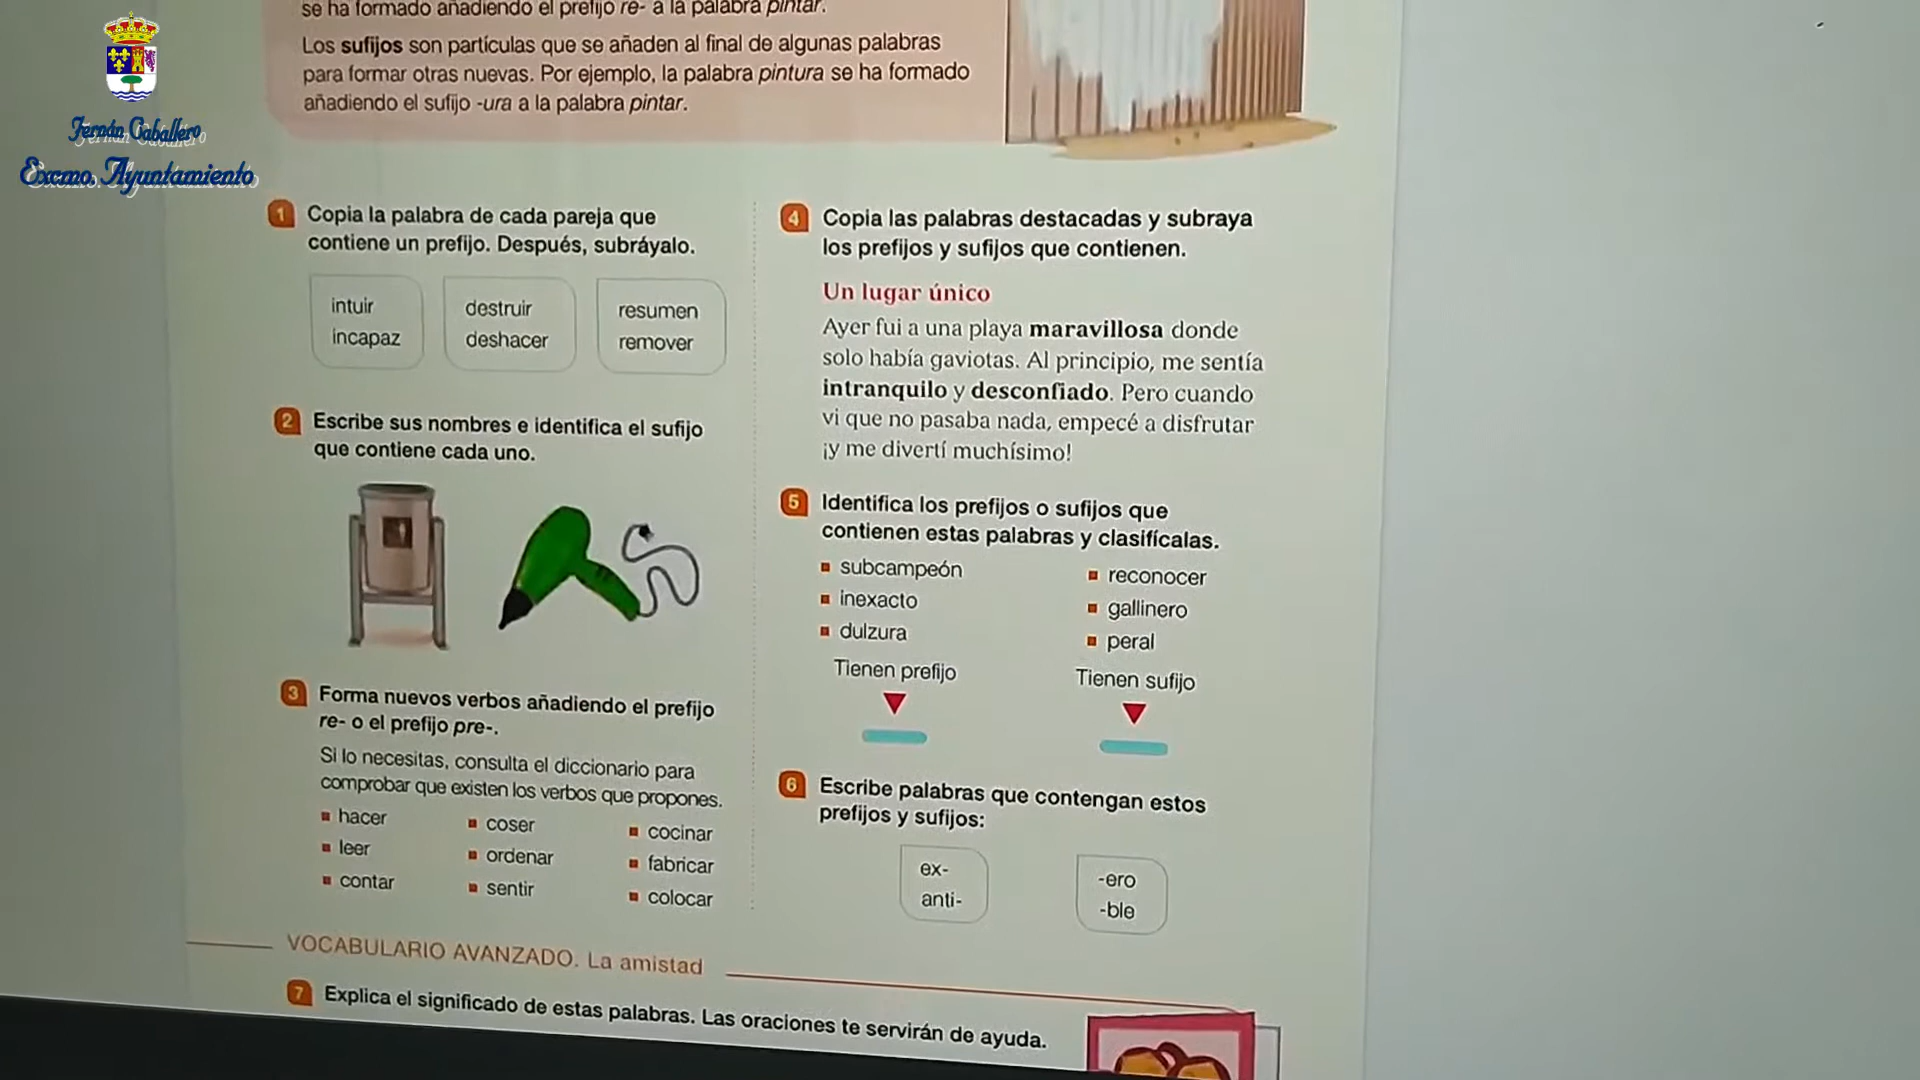 se ha formado añadiendo el prefijo re- a la palabra pintar.
Los sufijos son partículas que se añaden al final de algunas palabras
para formar otras nuevas. Por ejemplo, la palabra pintura se ha formado
añadiendo el sufijo -ura a la palabra pintar.
Fernán Caballero
Excmo. Ayuntamiento
1 Copia la palabra de cada pareja que
contiene un prefijo. Después, subráyalo.
intuir
incapaz
destruir
deshacer
resumen
remover
2 Escribe sus nombres e identifica el sufijo
que contiene cada uno.
3 Forma nuevos verbos añadiendo el prefijo
re- o el prefijo pre-.
Si lo necesitas, consulta el diccionario para
comprobar que existen los verbos que propones.
hacer
leer
contar
coser
ordenar
sentir
cocinar
fabricar
colocar
4 Copia las palabras destacadas y subraya
los prefijos y sufijos que contienen.
Un lugar único
Ayer fui a una playa maravillosa donde
solo había gaviotas. Al principio, me sentía
intranquilo y desconfiado. Pero cuando
vi que no pasaba nada, empecé a disfrutar
¡y me divertí muchísimo!
5 Identifica los prefijos o sufijos que
contienen estas palabras y clasifícalas.
subcampeón
inexacto
dulzura
reconocer
gallinero
peral
Tienen prefijo
Tienen sufijo
6 Escribe palabras que contengan estos
prefijos y sufijos:
ex-
anti-
-ero
-ble
VOCABULARIO AVANZADO. La amistad
7 Explica el significado de estas palabras. Las oraciones te servirán de ayuda.